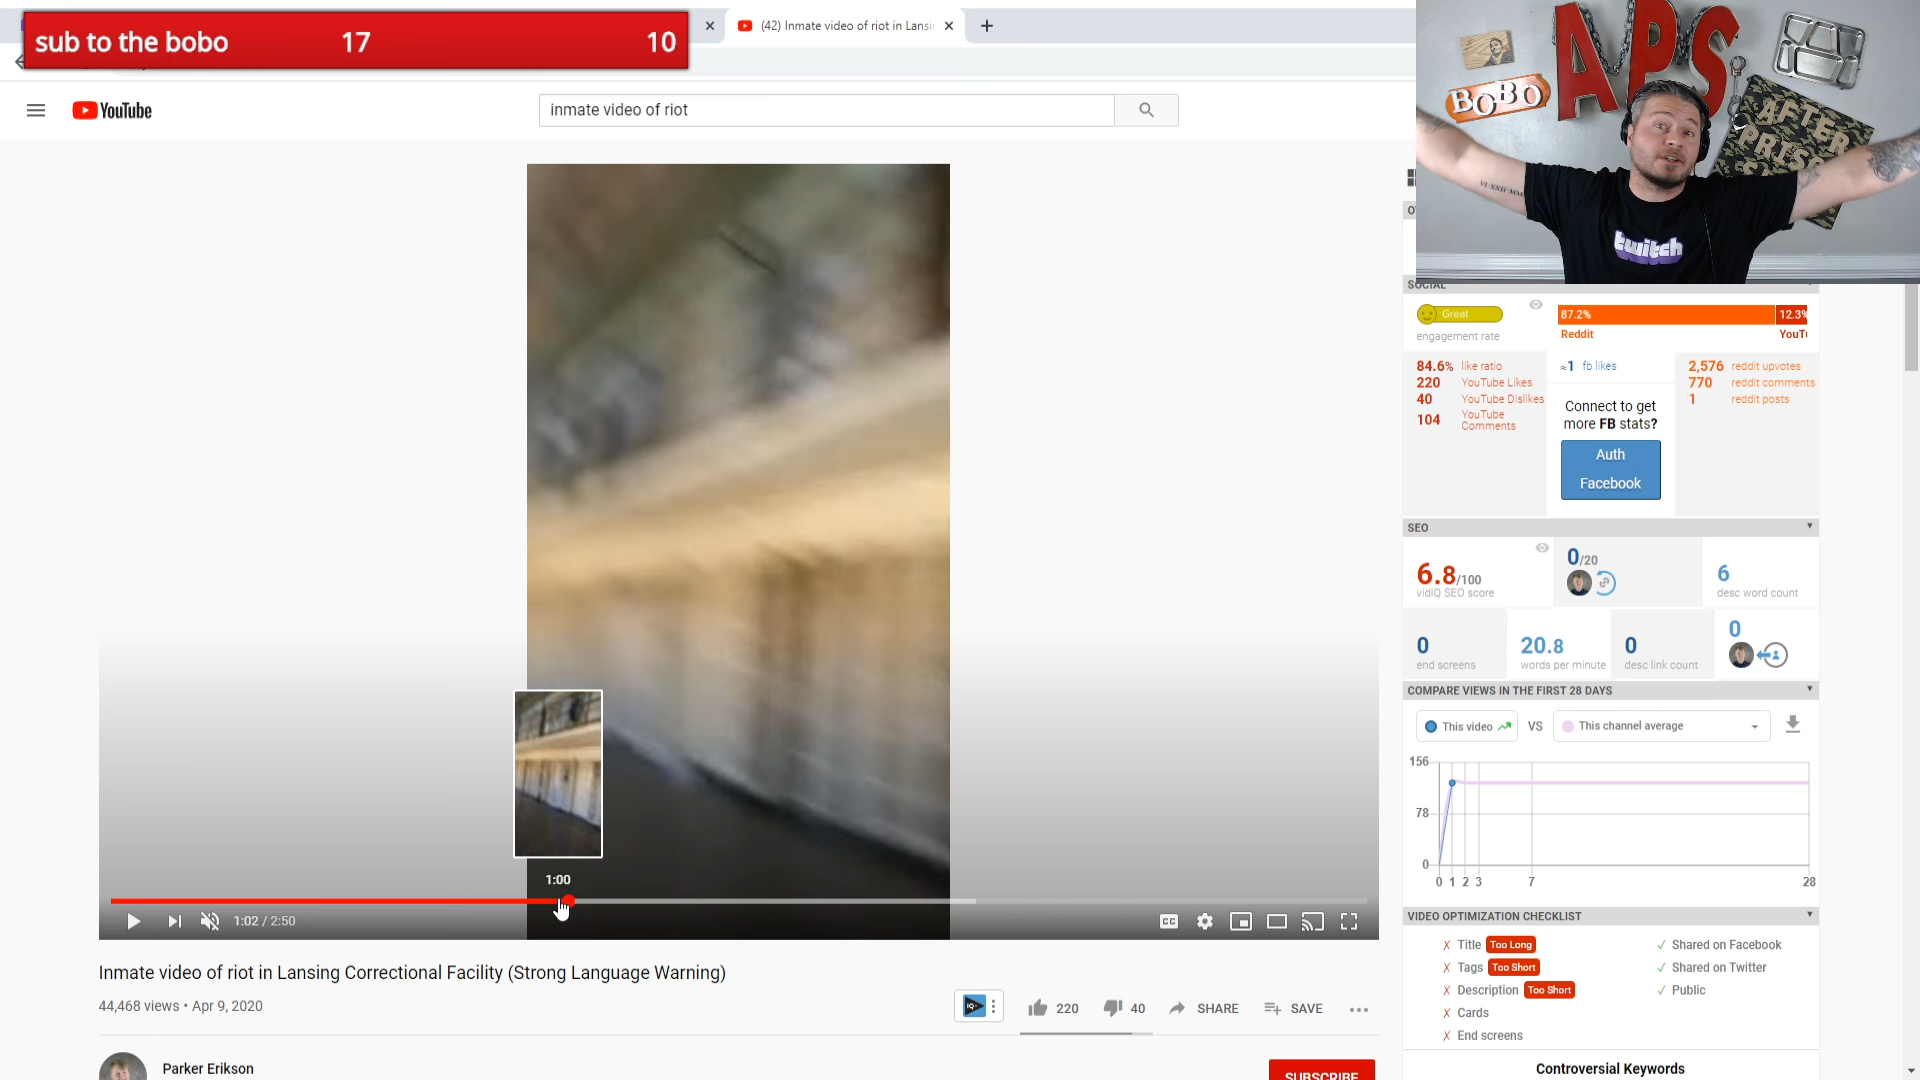 sub to the bobo 17 10
(42) Inmate video of riot in Lansi
YouTube
inmate video of riot
APS
BOBO
AFTER
PRISO
VI·XXII·MM
twitch
SOCIAL
Great
engagement rate
87.2% 12.3%
Reddit YouTu
84.6% like ratio
220 YouTube Likes
40 YouTube Dislikes
104 YouTube Comments
≈1 fb likes
Connect to get
more FB stats?
Auth
Facebook
2,576 reddit upvotes
770 reddit comments
1 reddit posts
SEO
6.8/100
vidIQ SEO score
0/20
6
desc word count
0
end screens
20.8
words per minute
0
desc link count
0
COMPARE VIEWS IN THE FIRST 28 DAYS
This video VS This channel average
156
78
0
0 1 2 3 7 28
VIDEO OPTIMIZATION CHECKLIST
Title Too Long
Tags Too Short
Description Too Short
Cards
End screens
Shared on Facebook
Shared on Twitter
Public
Controversial Keywords
1:00
1:02 / 2:50
CC
Inmate video of riot in Lansing Correctional Facility (Strong Language Warning)
44,468 views • Apr 9, 2020
IQ
220 40 SHARE SAVE
Parker Erikson
SUBSCRIBE